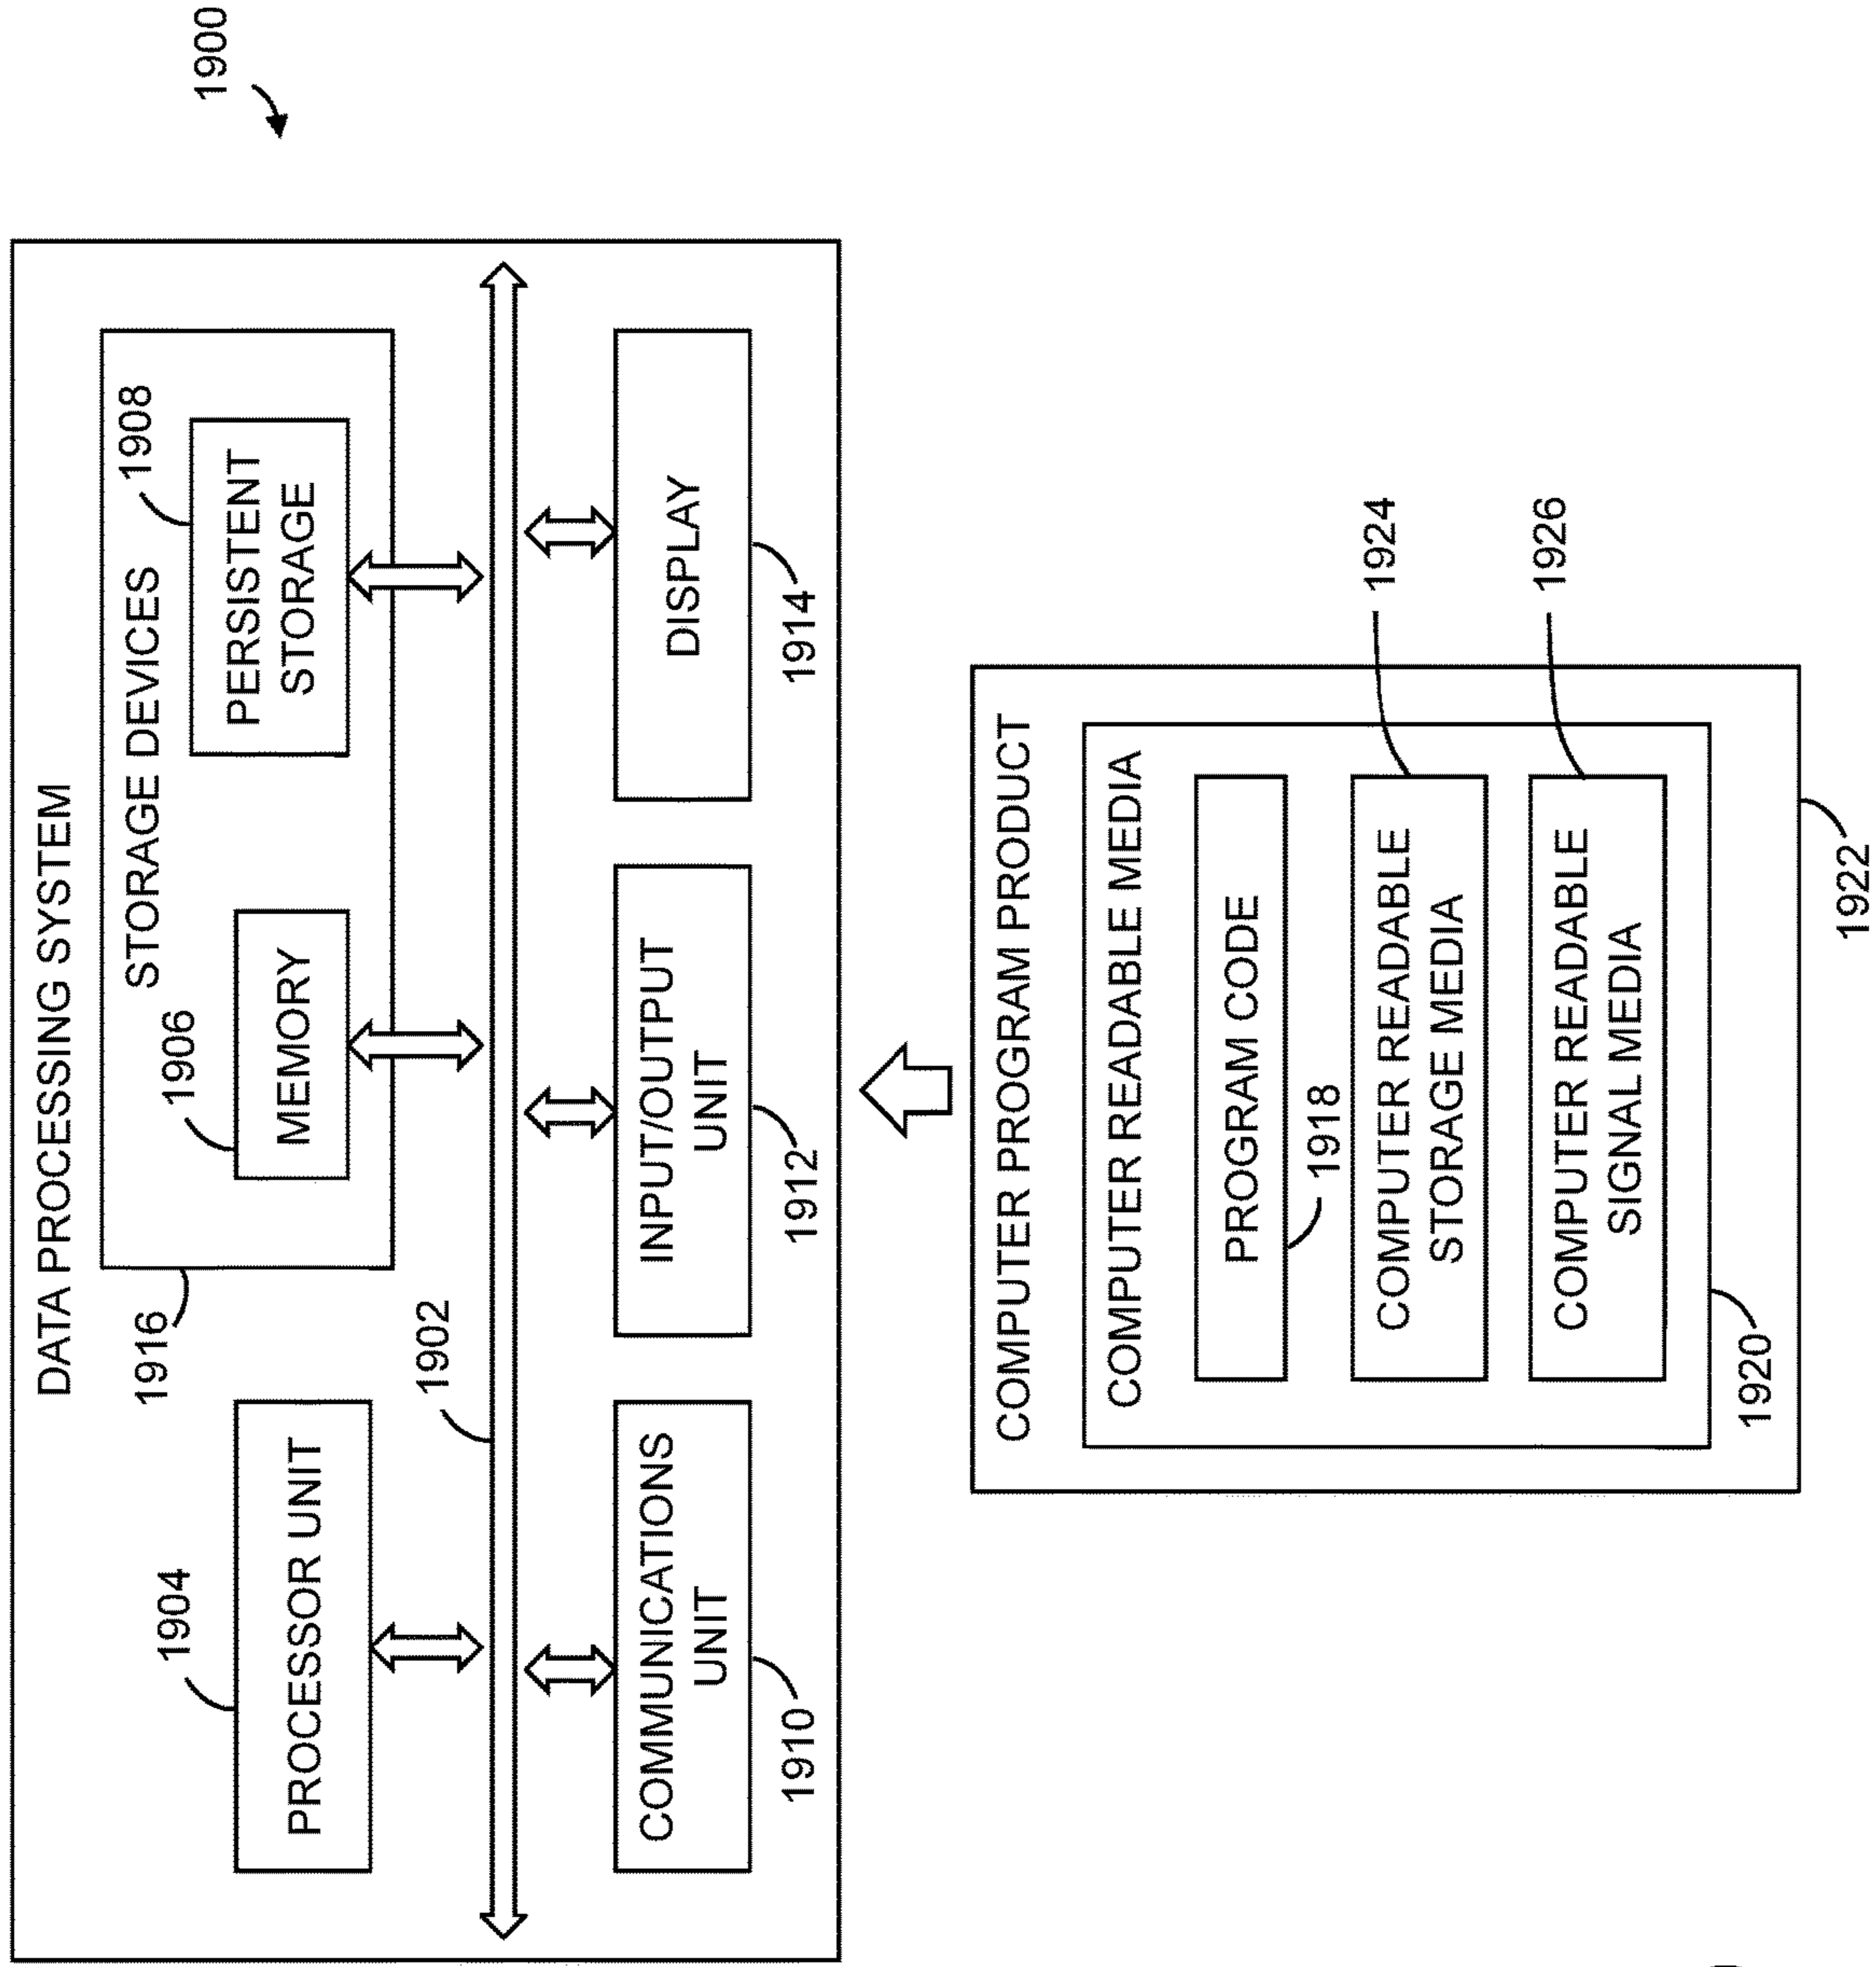 1900
DATA PROCESSING SYSTEM
1904
PROCESSOR UNIT
1916
STORAGE DEVICES
1906
MEMORY
1908
PERSISTENT
STORAGE
1902
COMMUNICATIONS
UNIT
1910
INPUT/OUTPUT
UNIT
1912
DISPLAY
1914
COMPUTER PROGRAM PRODUCT
COMPUTER READABLE MEDIA
PROGRAM CODE
1918
COMPUTER READABLE
STORAGE MEDIA
1924
COMPUTER READABLE
SIGNAL MEDIA
1926
1920
1922